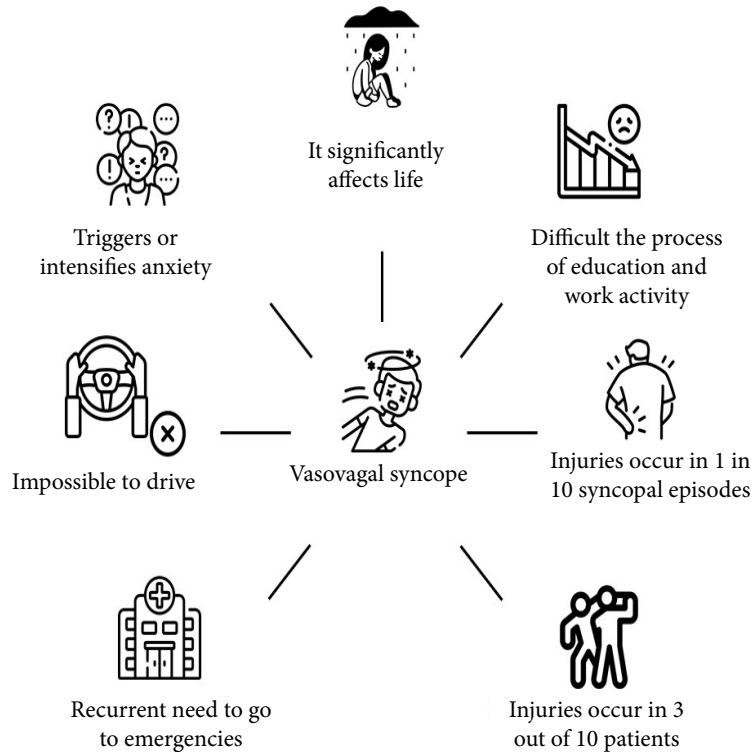 It significantly
affects life
Triggers or
intensifies anxiety
Difficult the process
of education and
work activity
Impossible to drive
Vasovagal syncope
Injuries occur in 1 in
10 syncopal episodes
Recurrent need to go
to emergencies
Injuries occur in 3
out of 10 patients